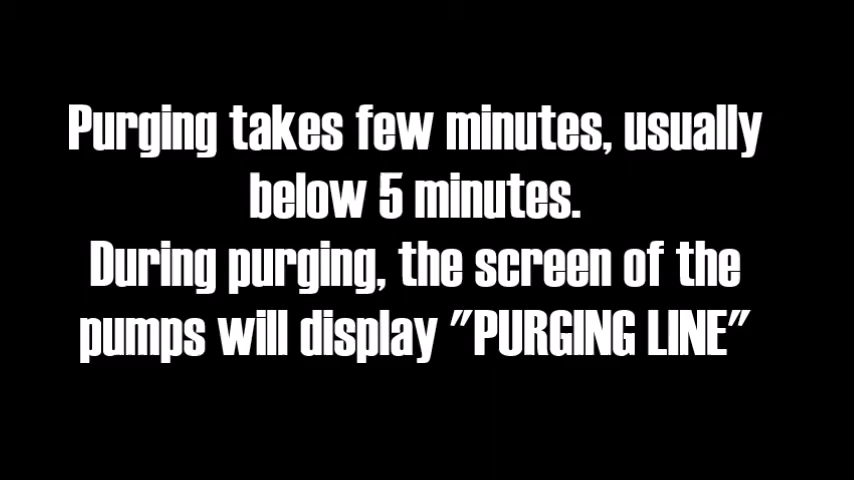 Purging takes few minutes, usually
below 5 minutes.
During purging, the screen of the
pumps will display "PURGING LINE"